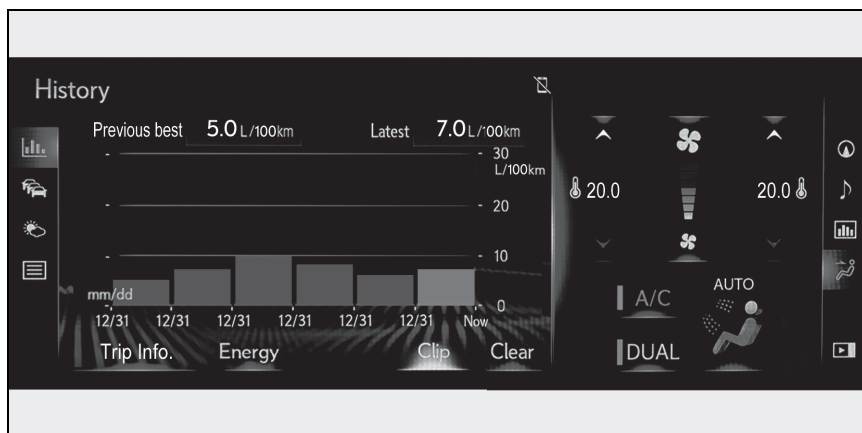 History
Previous best 5.0 L/100km Latest 7.0 L/100km
30
L/100km
20
10
0
mm/dd
12/31 12/31 12/31 12/31 12/31 12/31 Now
Trip Info. Energy Clip Clear
20.0 20.0
A/C AUTO
DUAL